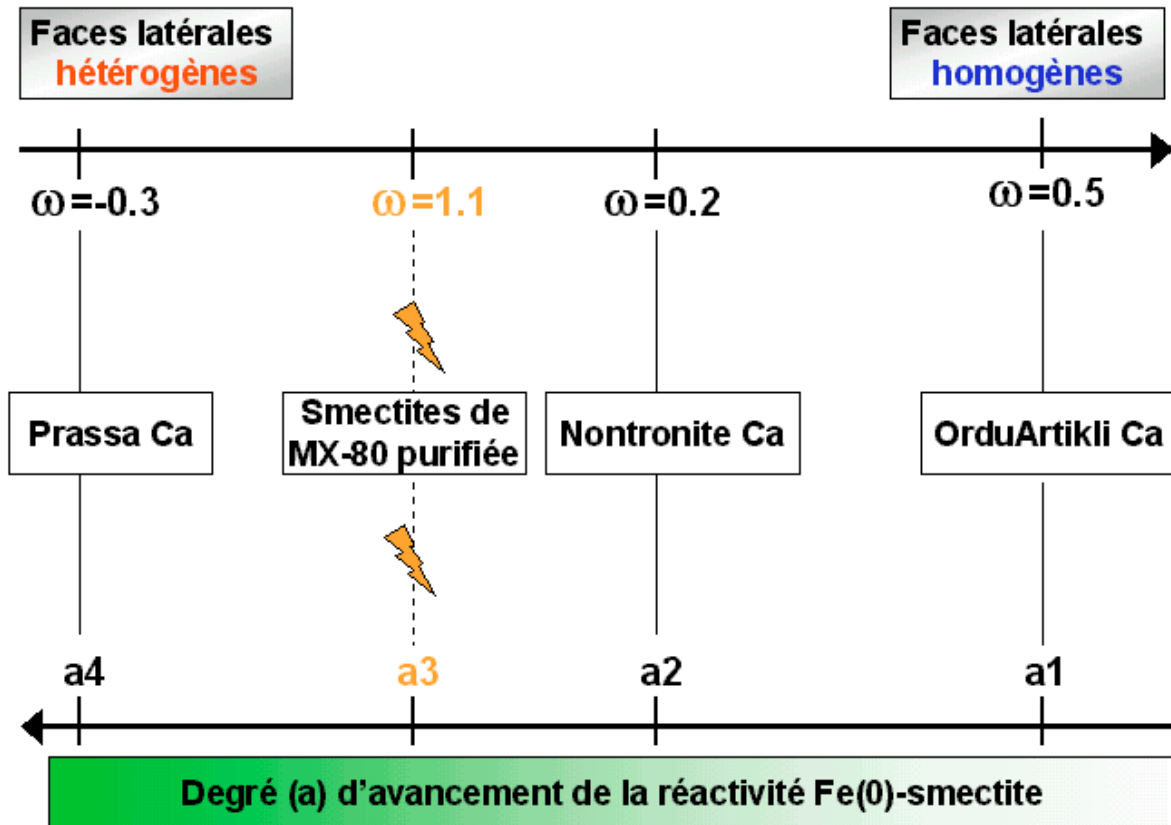 Faces latérales
hétérogènes
Faces latérales
homogènes
ω=-0.3
ω=1.1
ω=0.2
ω=0.5
Prassa Ca
Smectites de
MX-80 purifiée
Nontronite Ca
OrduArtikli Ca
a4
a3
a2
a1
Degré (a) d'avancement de la réactivité Fe(0)-smectite